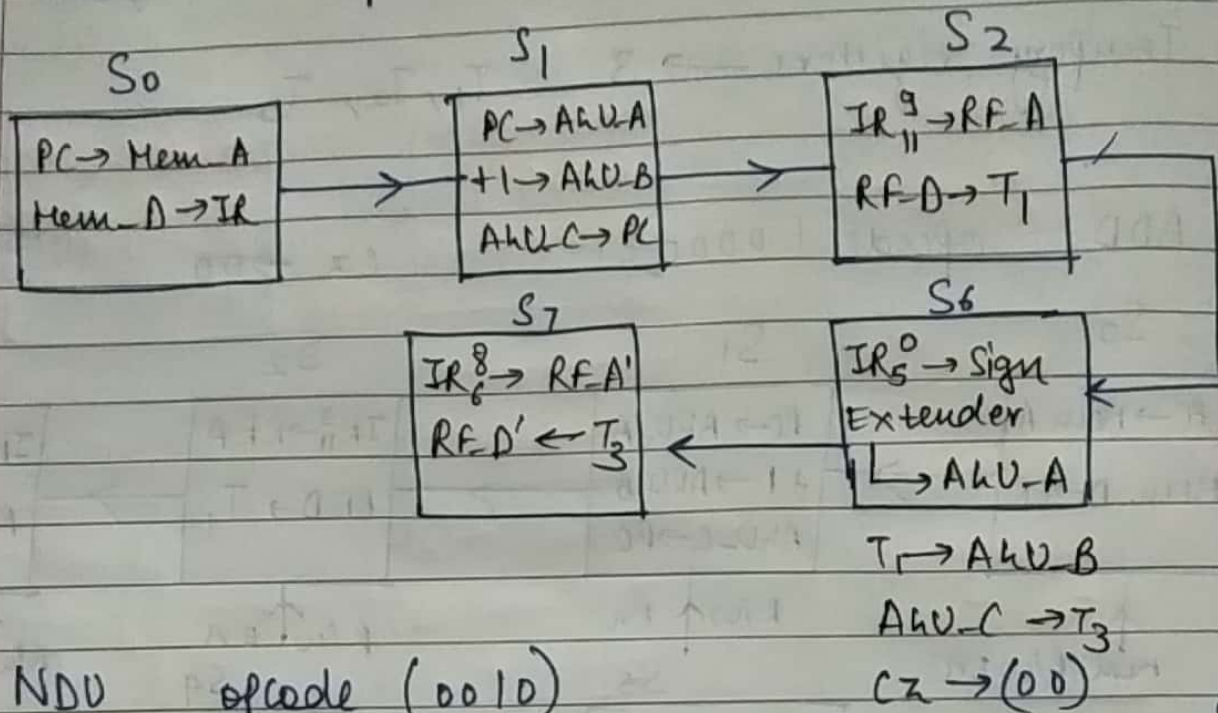 S0
PC → Mem_A
Mem_D → IR
S1
PC → ALU_A
+1 → ALU_B
ALU_C → PC
S2
IR 9 11 → RF_A
RF_D → T1
S6
IR 0 5 → Sign
Extender
↳ ALU_A
T1 → ALU_B
ALU_C → T3
CZ → (00)
S7
IR 8 6 → RF_A'
RF_D' ← T3
NDU opcode (0010)